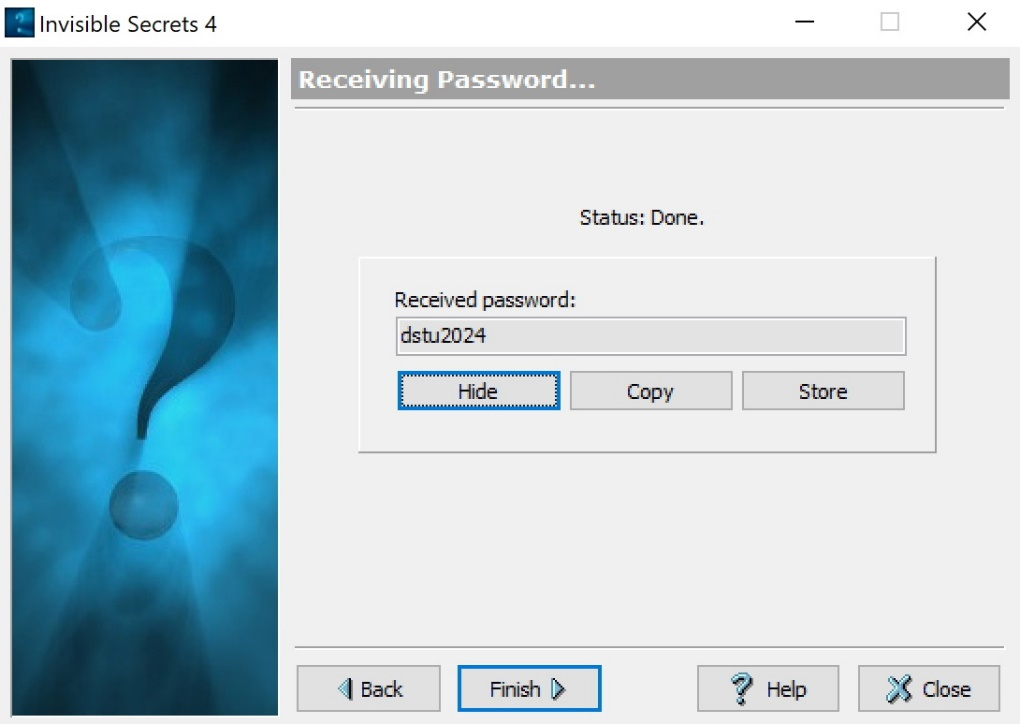 Invisible Secrets 4
Receiving Password...
Status: Done.
Received password:
dstu2024
Hide Copy Store
Back Finish Help Close